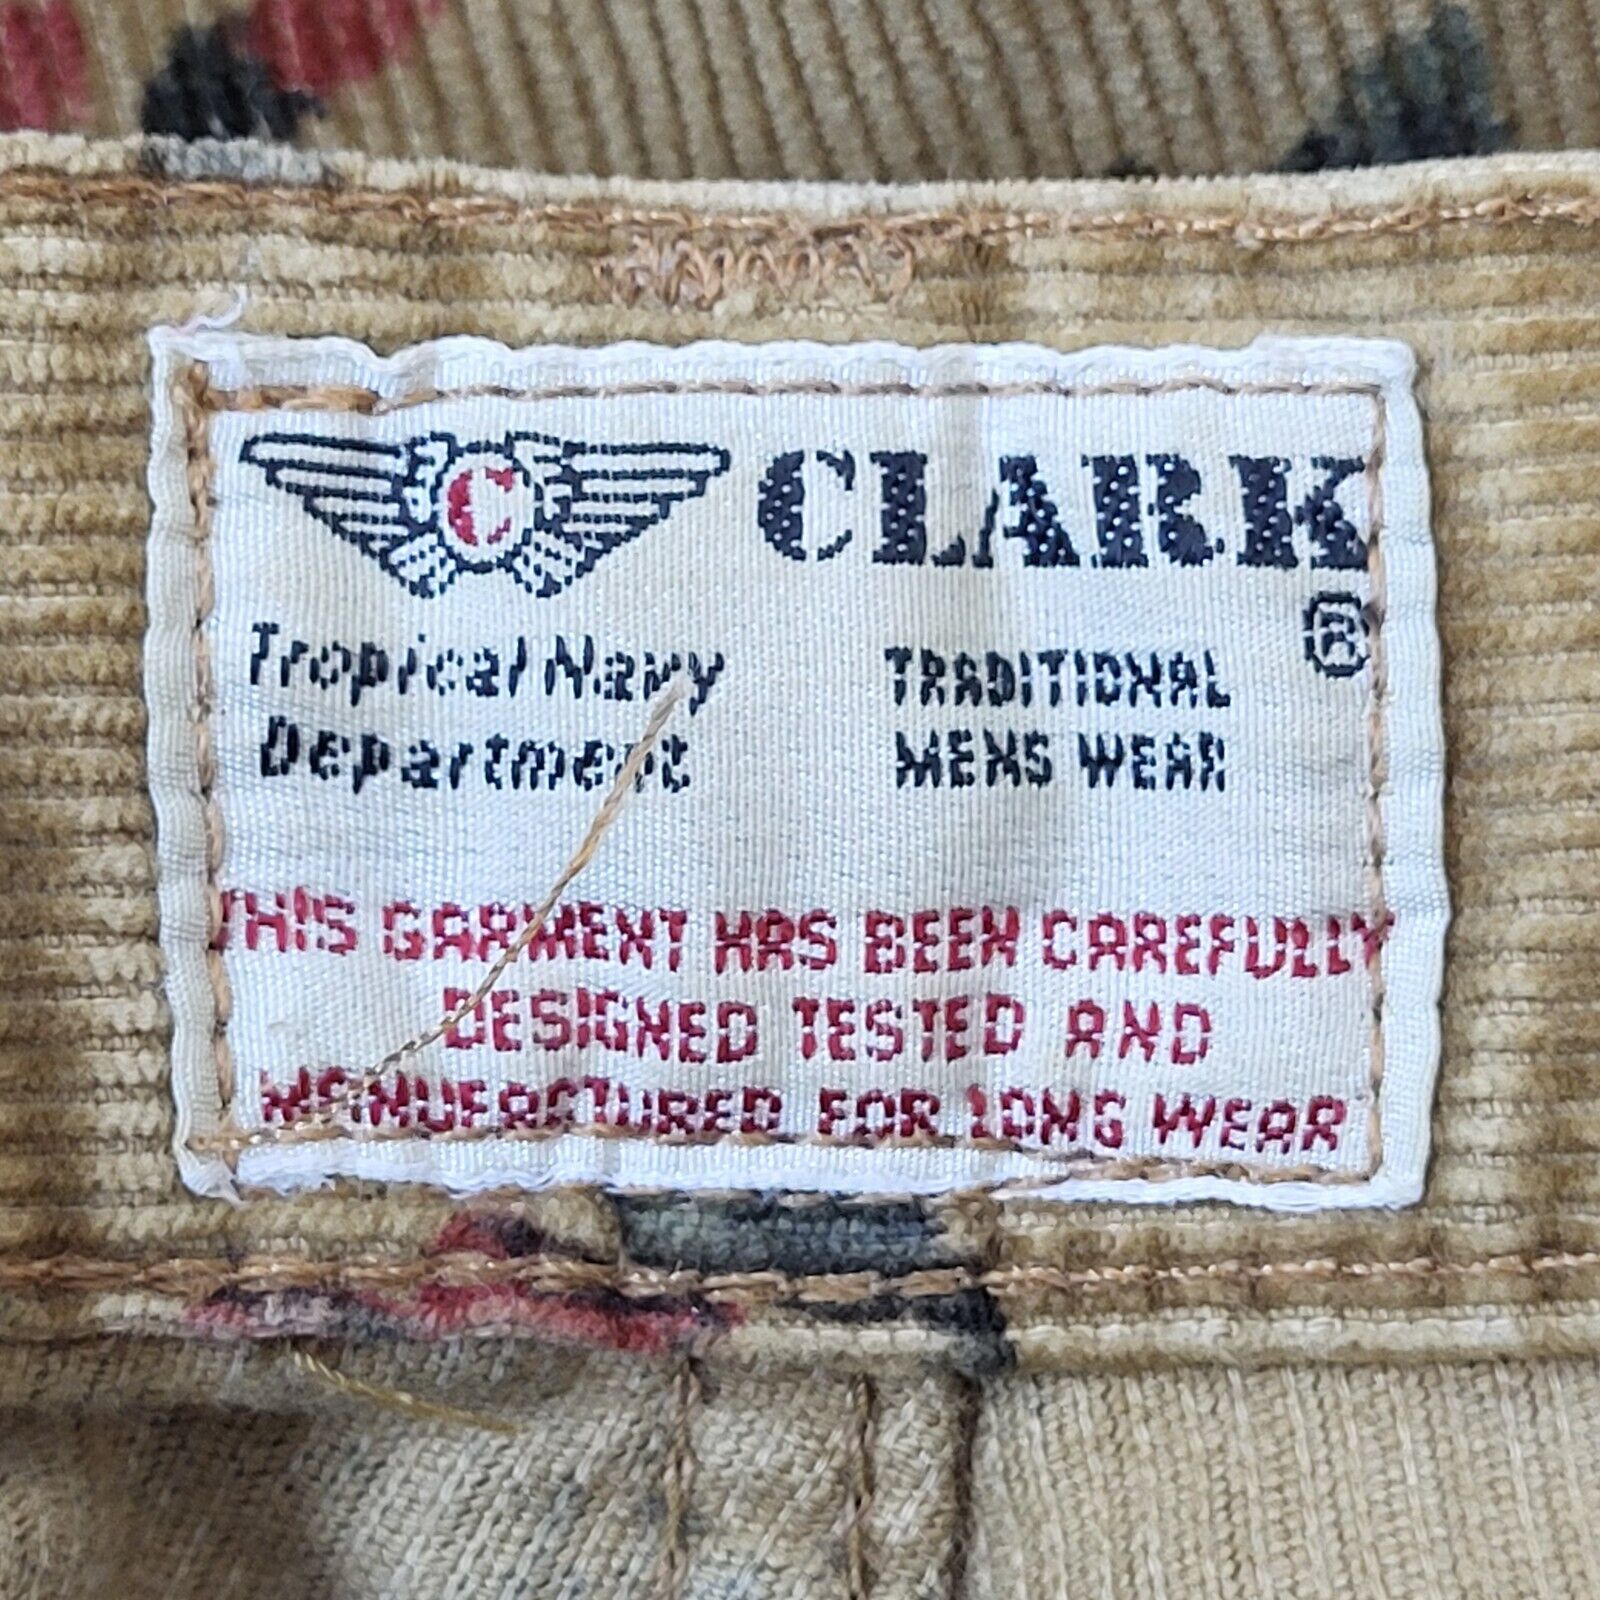 C CLARK
®
Tropical Navy
Department
TRADITIONAL
MENS WEAR
THIS GARMENT HAS BEEN CAREFULLY
DESIGNED TESTED AND
MANUFACTURED FOR LONG WEAR